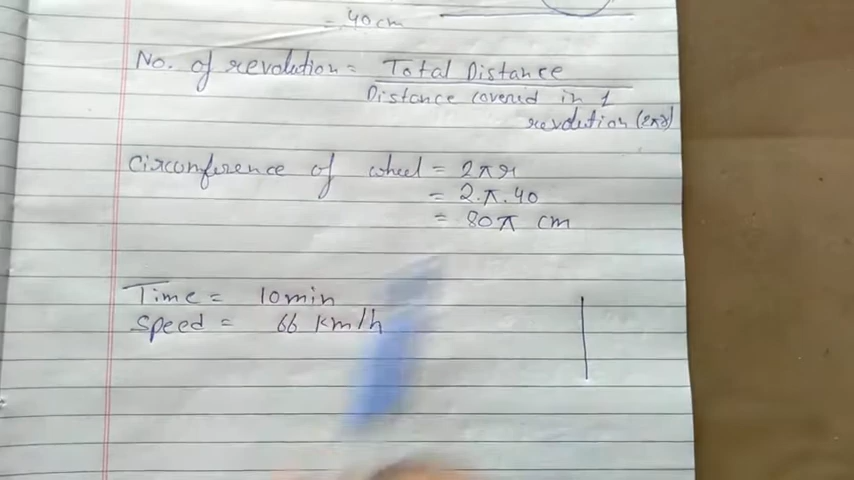 = 40 cm
No. of revolution = Total Distance
Distance covered in 1
revolution (2πr)
Circumference of wheel = 2πr
= 2.π.40
= 80π cm
Time = 10 min
Speed = 66 km/h